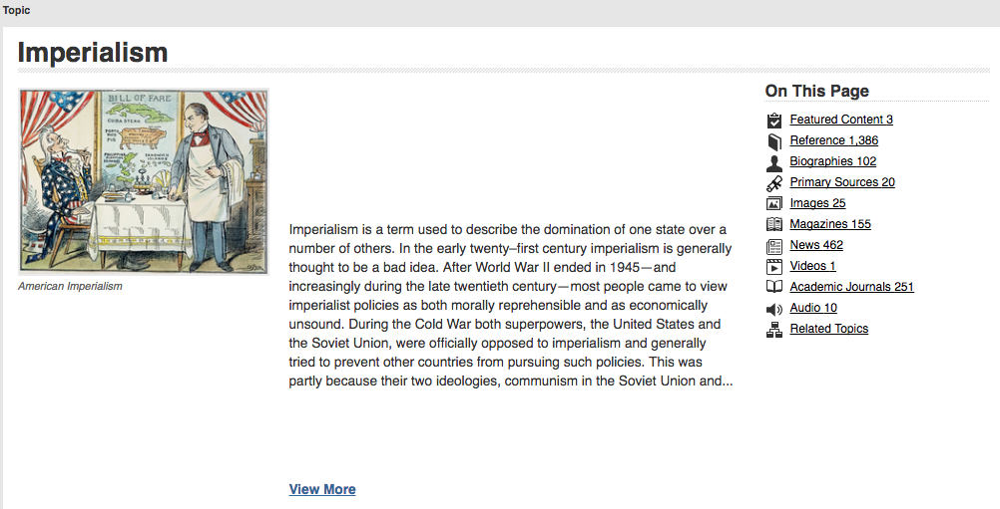 Topic
Imperialism
BILL OF FARE
CUBA STEAK
PORTO
RICO
PIG
PHILIPPINE
ISLANDS
SANDWICH
ISLANDS
American Imperialism
Imperialism is a term used to describe the domination of one state over a
number of others. In the early twenty–first century imperialism is generally
thought to be a bad idea. After World War II ended in 1945—and
increasingly during the late twentieth century—most people came to view
imperialist policies as both morally reprehensible and as economically
unsound. During the Cold War both superpowers, the United States and
the Soviet Union, were officially opposed to imperialism and generally
tried to prevent other countries from pursuing such policies. This was
partly because their two ideologies, communism in the Soviet Union and...
View More
On This Page
Featured Content 3
Reference 1,386
Biographies 102
Primary Sources 20
Images 25
Magazines 155
News 462
Videos 1
Academic Journals 251
Audio 10
Related Topics